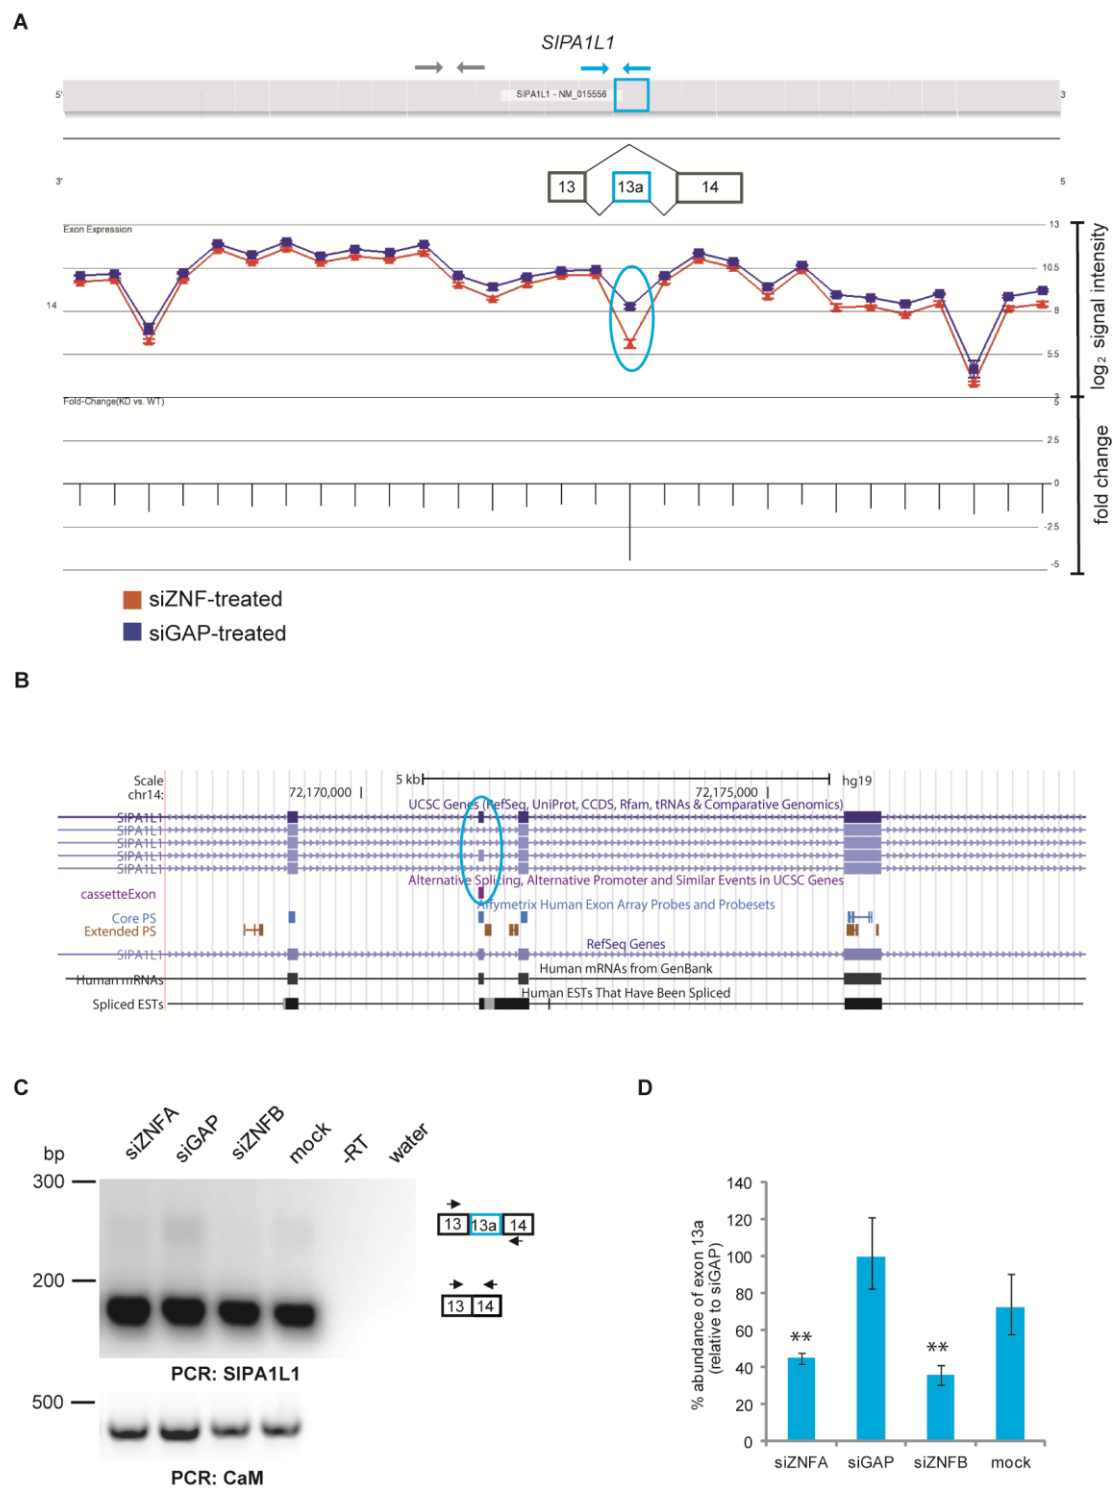 A
SIPA1L1
5'
SIPA1L1 - NM_015556
3
3'
13
13a
14
5
Exon Expression
13
10.5
14
8
5.5
3
log2 signal intensity
Fold-Change(KD vs. WT)
5
2.5
0
-2.5
-5
fold change
siZNF-treated
siGAP-treated
B
Scale
5 kb
hg19
chr14:
72,170,000
72,175,000
UCSC Genes (RefSeq, UniProt, CCDS, Rfam, tRNAs & Comparative Genomics)
SIPA1L1
SIPA1L1
SIPA1L1
SIPA1L1
SIPA1L1
Alternative Splicing, Alternative Promoter and Similar Events in UCSC Genes
cassetteExon
Affymetrix Human Exon Array Probes and Probesets
Core PS
Extended PS
RefSeq Genes
SIPA1L1
Human mRNAs from GenBank
Human mRNAs
Human ESTs That Have Been Spliced
Spliced ESTs
C
bp
siZNFA
siGAP
siZNFB
mock
-RT
water
300
200
13
13a
14
13
14
PCR: SIPA1L1
500
PCR: CaM
D
% abundance of exon 13a
(relative to siGAP)
140
120
100
80
60
40
20
0
**
**
siZNFA
siGAP
siZNFB
mock